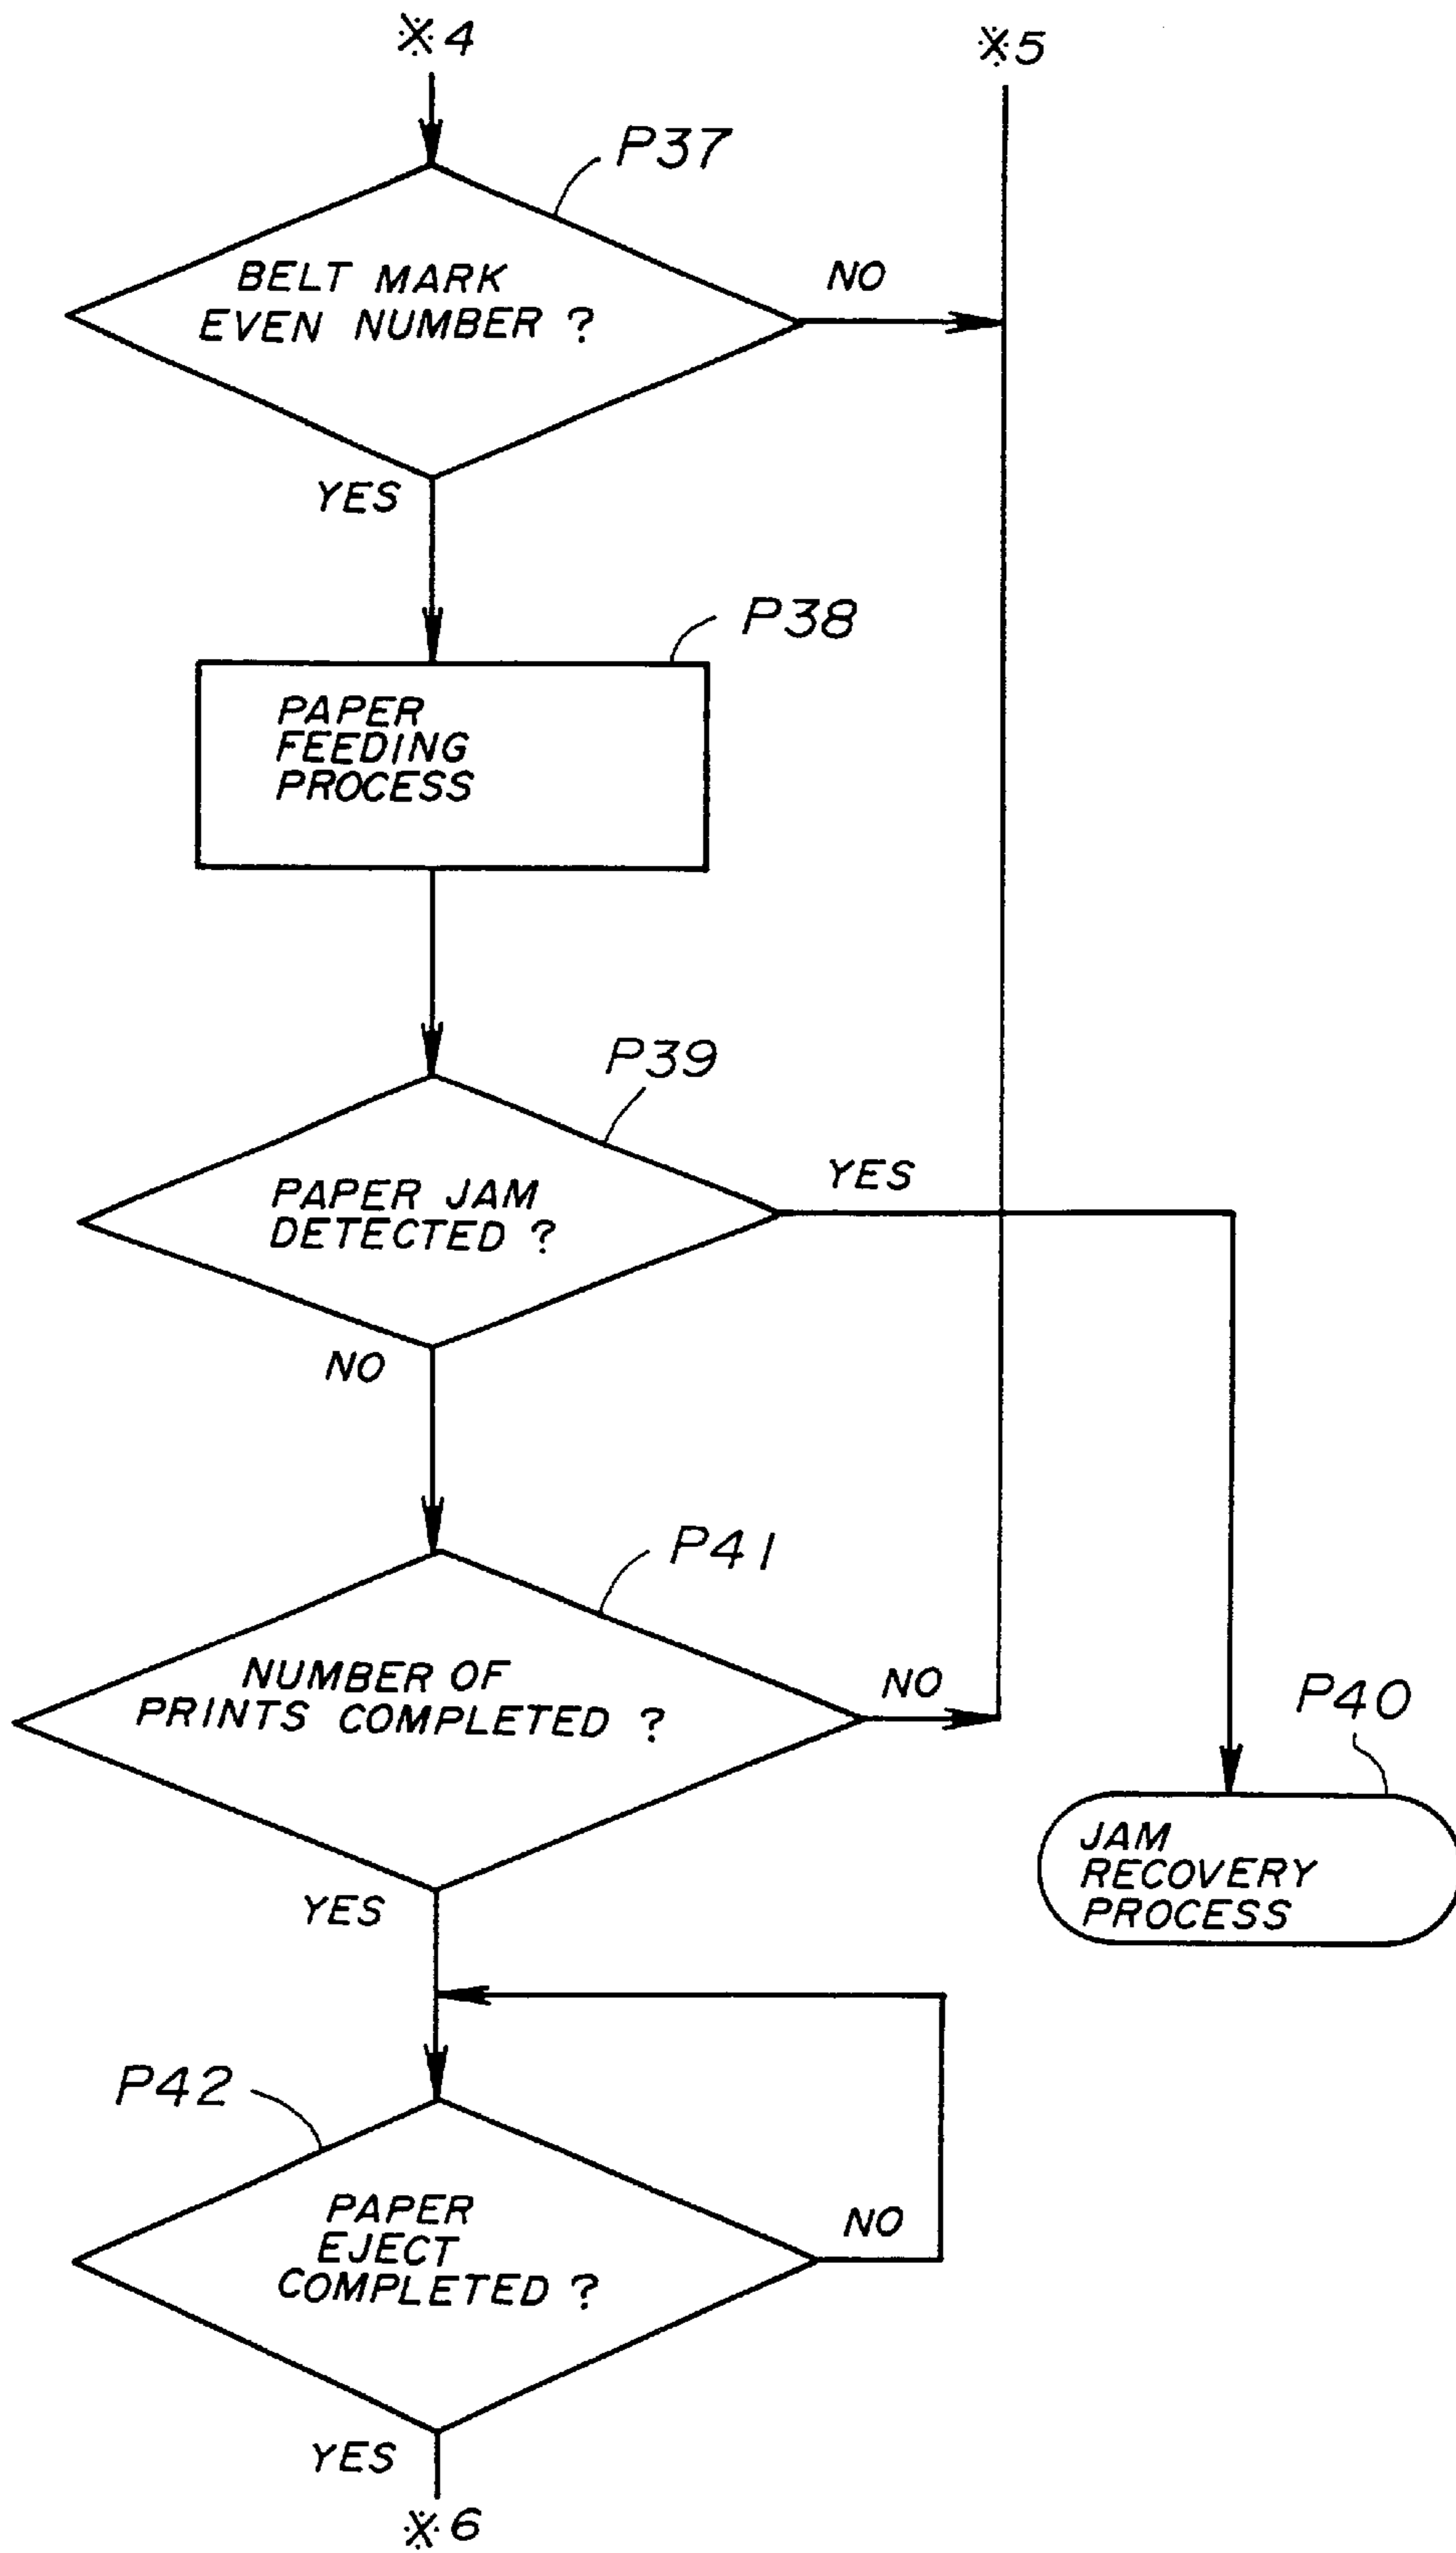 ※4
※5
P37
BELT MARK
EVEN NUMBER ?
NO
YES
P38
PAPER
FEEDING
PROCESS
P39
PAPER JAM
DETECTED ?
YES
NO
P41
NUMBER OF
PRINTS COMPLETED ?
NO
YES
P40
JAM
RECOVERY
PROCESS
P42
PAPER
EJECT
COMPLETED ?
NO
YES
※6